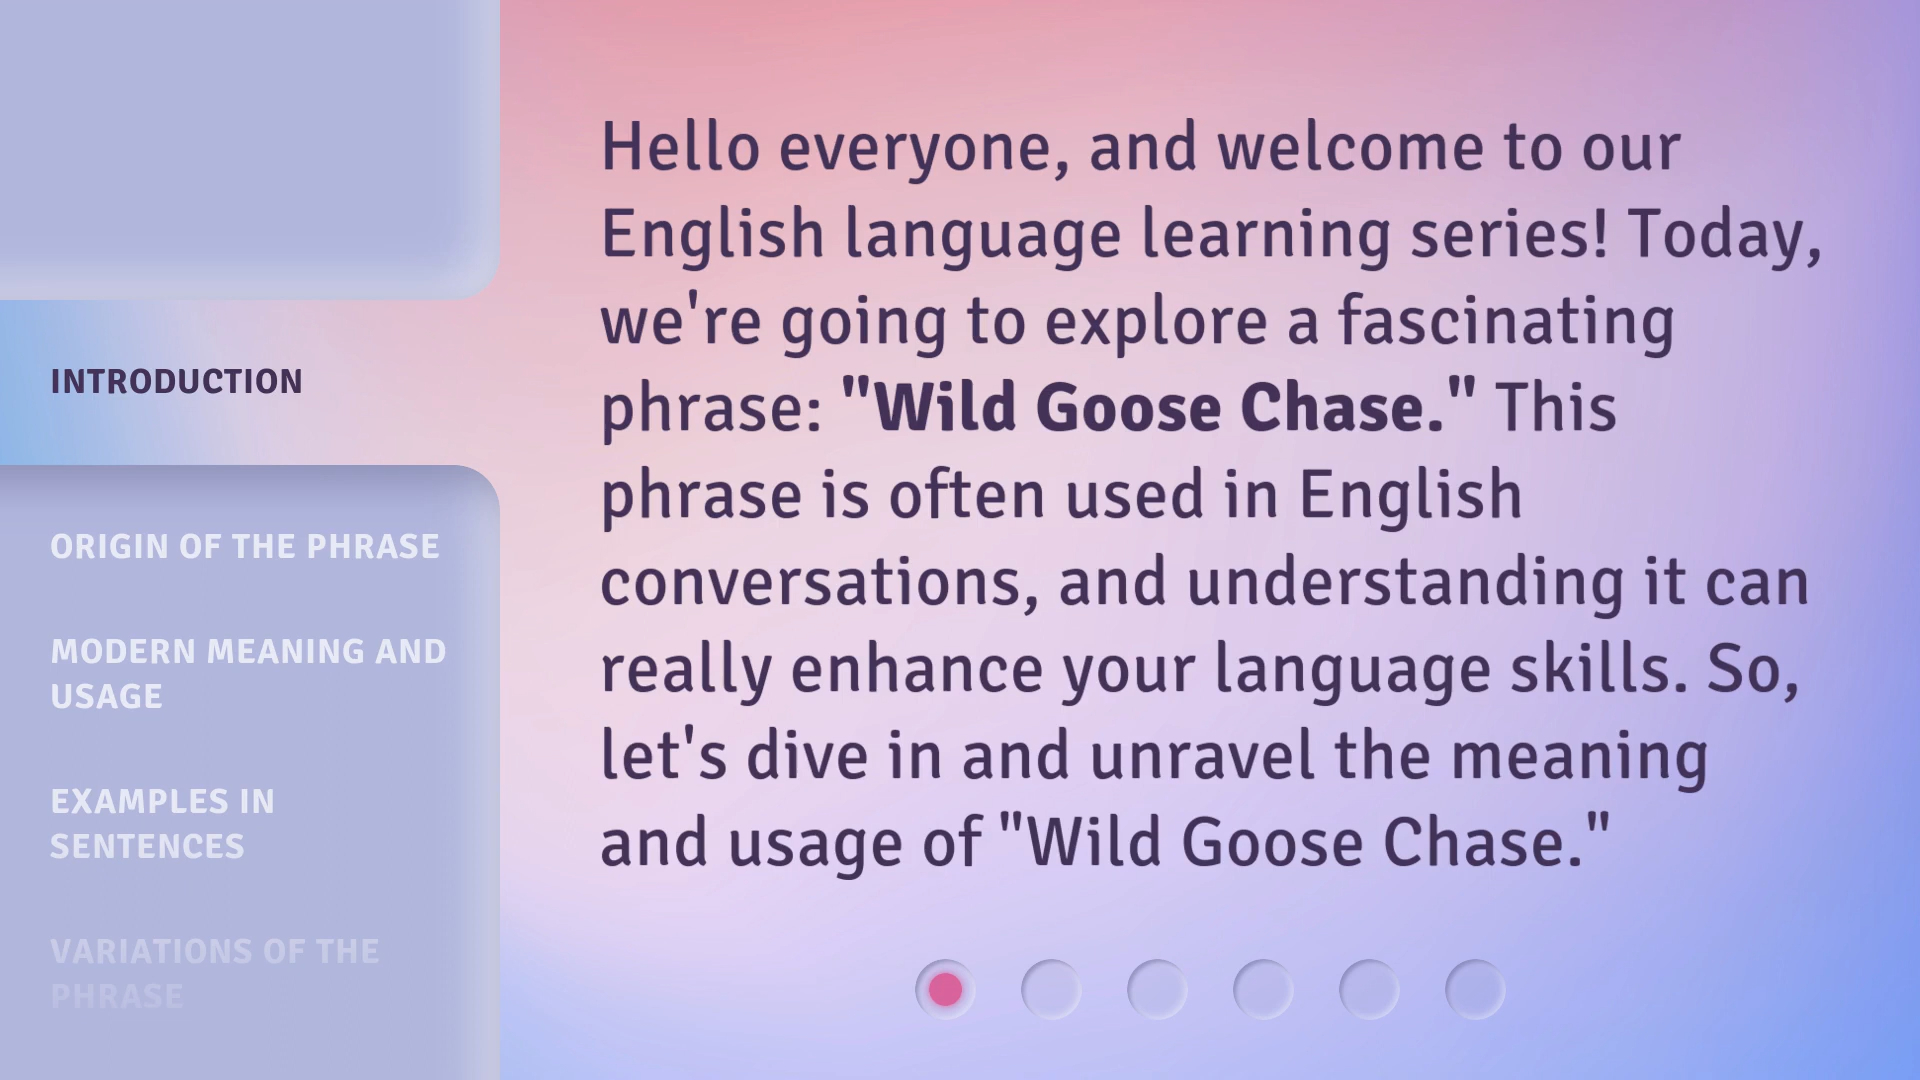 INTRODUCTION
ORIGIN OF THE PHRASE
MODERN MEANING AND
USAGE
EXAMPLES IN
SENTENCES
VARIATIONS OF THE
PHRASE
Hello everyone, and welcome to our
English language learning series! Today,
we're going to explore a fascinating
phrase: "Wild Goose Chase." This
phrase is often used in English
conversations, and understanding it can
really enhance your language skills. So,
let's dive in and unravel the meaning
and usage of "Wild Goose Chase."